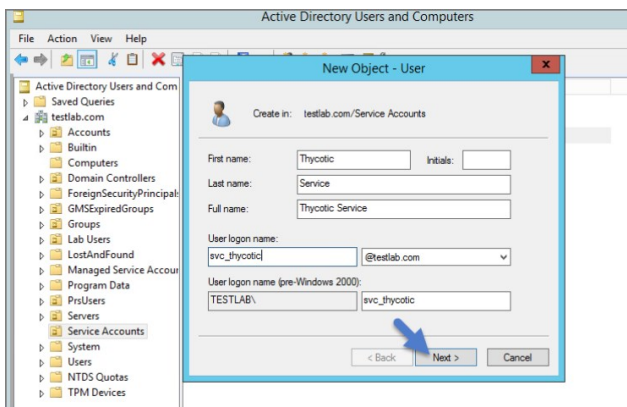 Active Directory Users and Computers
File Action View Help
Active Directory Users and Com
Saved Queries
testlab.com
Accounts
Builtin
Computers
Domain Controllers
ForeignSecurityPrincipals
GMSExpiredGroups
Groups
Lab Users
LostAndFound
Managed Service Accour
Program Data
PrsUsers
Servers
Service Accounts
System
Users
NTDS Quotas
TPM Devices
New Object - User
x
Create in: testlab.com/Service Accounts
First name: Thycotic Initials:
Last name: Service
Full name: Thycotic Service
User logon name:
svc_thycotic @testlab.com
User logon name (pre-Windows 2000):
TESTLAB\ svc_thycotic
< Back Next > Cancel